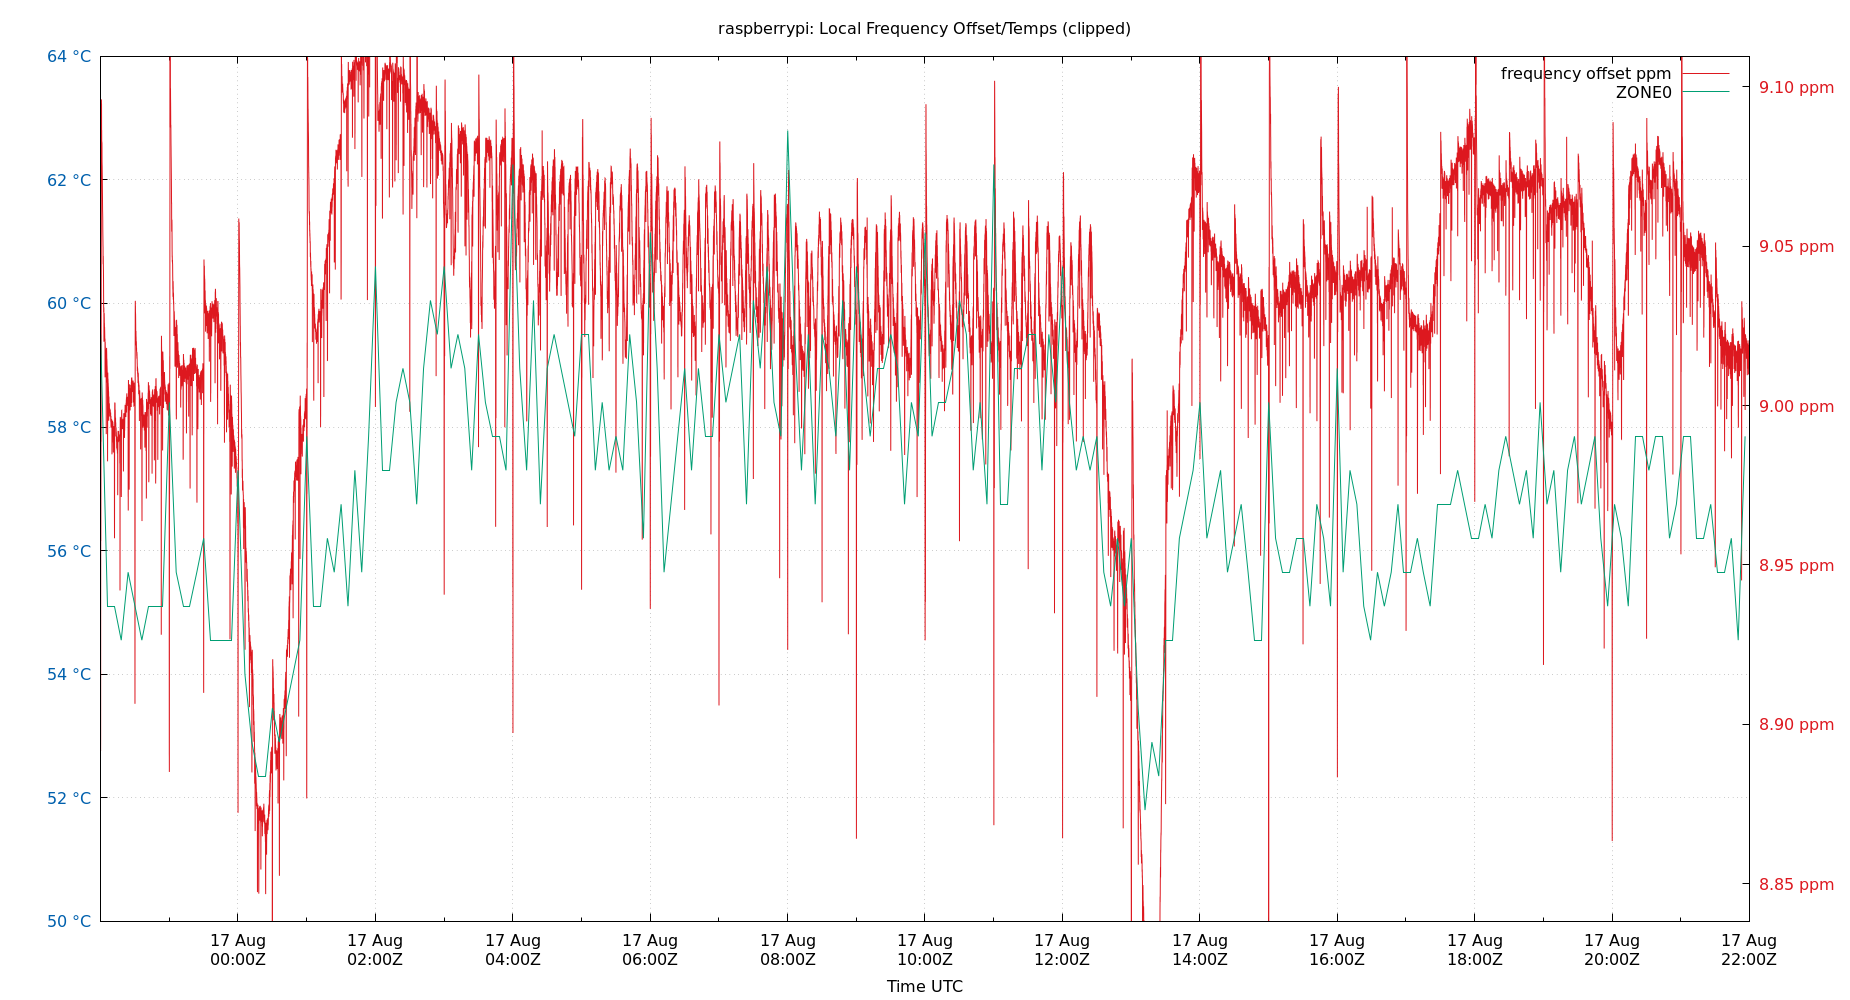 raspberrypi: Local Frequency Offset/Temps (clipped)
64 °C
62 °C
60 °C
58 °C
56 °C
54 °C
52 °C
50 °C
frequency offset ppm
ZONE0
9.10 ppm
9.05 ppm
9.00 ppm
8.95 ppm
8.90 ppm
8.85 ppm
17 Aug
00:00Z
17 Aug
02:00Z
17 Aug
04:00Z
17 Aug
06:00Z
17 Aug
08:00Z
17 Aug
10:00Z
17 Aug
12:00Z
17 Aug
14:00Z
17 Aug
16:00Z
17 Aug
18:00Z
17 Aug
20:00Z
17 Aug
22:00Z
Time UTC